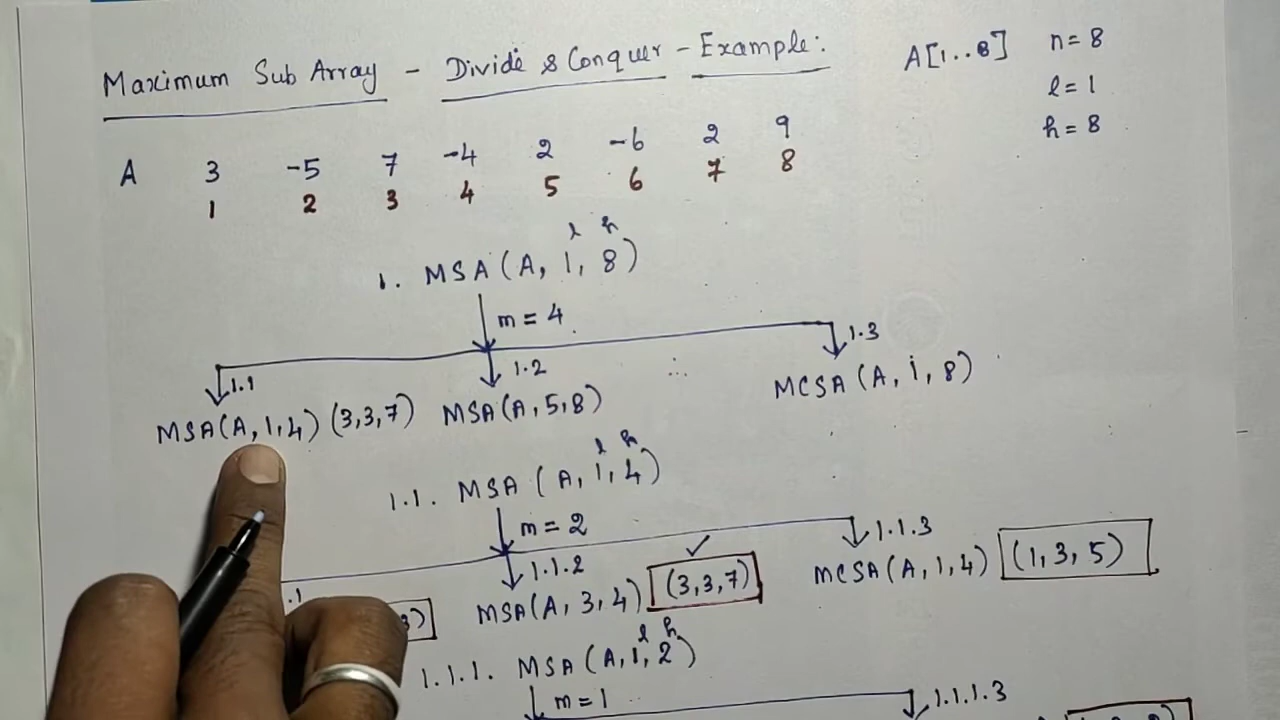 Maximum Sub Array - Divide & Conquer - Example:
A[1..8] n=8
l=1
h=8
A 3 -5 7 -4 2 -6 2 9
1 2 3 4 5 6 7 8
l h
1. MSA(A, 1, 8)
m=4
1.1 1.2 1.3
MSA(A,1,4) (3,3,7) MSA(A,5,8) MCSA(A,1,8)
l h
1.1. MSA(A,1,4)
m=2
1.1.2 1.1.3
MSA(A,3,4) (3,3,7) ✓ MCSA(A,1,4) (1,3,5)
l h
1.1.1. MSA(A,1,2)
m=1 1.1.1.3